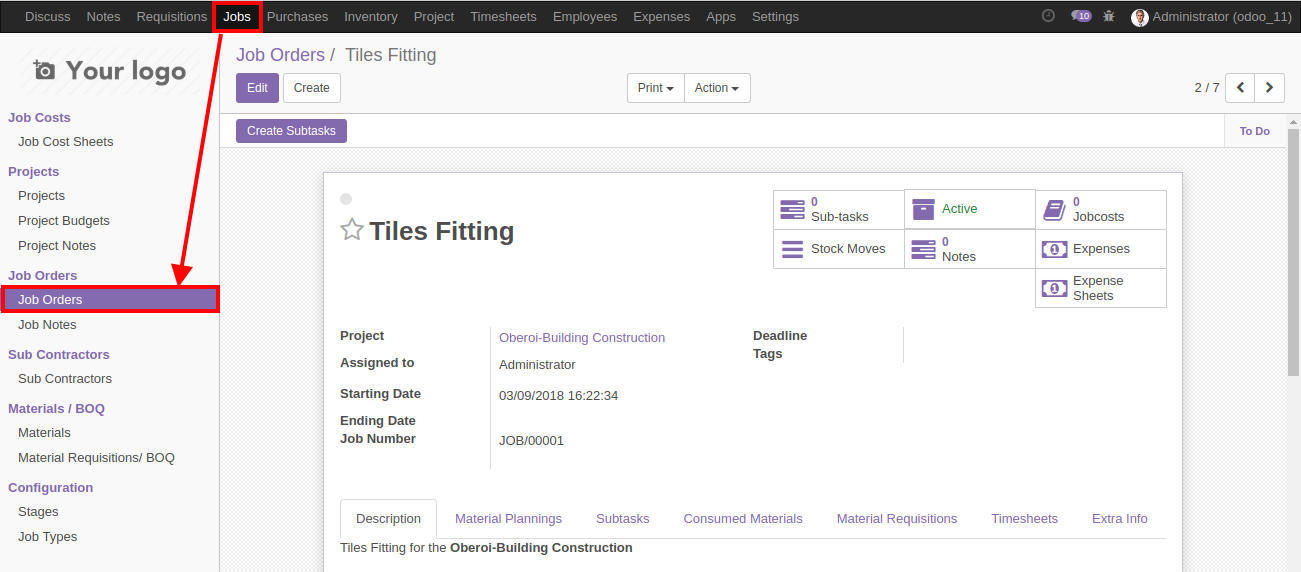 Discuss Notes Requisitions Jobs Purchases Inventory Project Timesheets Employees Expenses Apps Settings 10 Administrator (odoo_11)
Your logo
Job Costs
Job Cost Sheets
Projects
Projects
Project Budgets
Project Notes
Job Orders
Job Orders
Job Notes
Sub Contractors
Sub Contractors
Materials / BOQ
Materials
Material Requisitions/ BOQ
Configuration
Stages
Job Types
Job Orders / Tiles Fitting
Edit Create Print Action 2 / 7
Create Subtasks To Do
Tiles Fitting
0
Sub-tasks
Active
0
Jobcosts
Stock Moves
0
Notes
1 Expenses
1 Expense
Sheets
Project Oberoi-Building Construction
Assigned to Administrator
Starting Date 03/09/2018 16:22:34
Ending Date
Job Number JOB/00001
Deadline
Tags
Description Material Plannings Subtasks Consumed Materials Material Requisitions Timesheets Extra Info
Tiles Fitting for the Oberoi-Building Construction